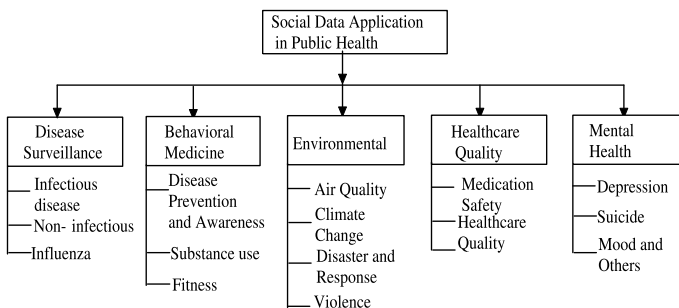 Social Data Application
in Public Health
Disease
Surveillance
Infectious
disease
Non- infectious
Influenza
Behavioral
Medicine
Disease
Prevention
and Awareness
Substance use
Fitness
Environmental
Air Quality
Climate
Change
Disaster and
Response
Violence
Healthcare
Quality
Medication
Safety
Healthcare
Quality
Mental
Health
Depression
Suicide
Mood and
Others